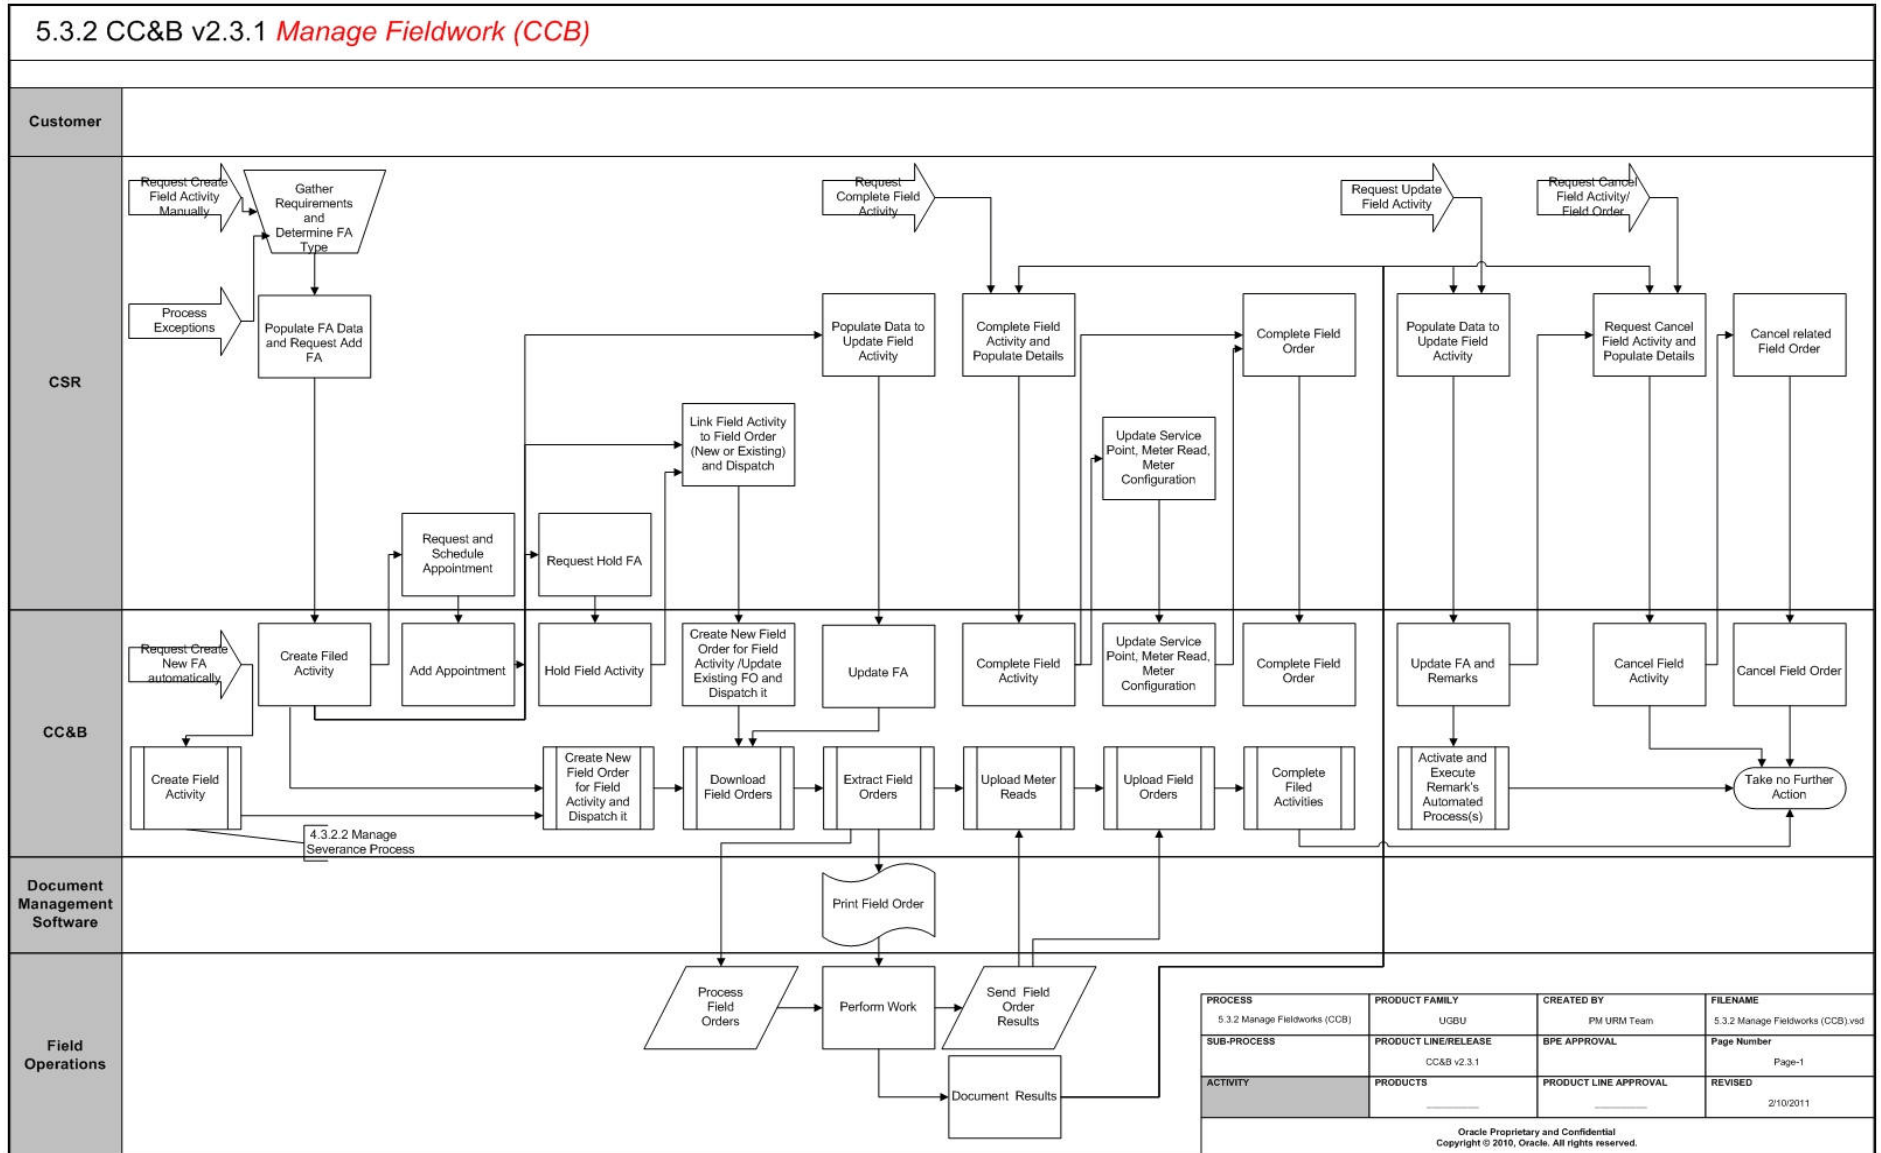 5.3.2 CC&B v2.3.1 Manage Fieldwork (CCB)
Customer
CSR
Request Create
Field Activity
Manually
Gather
Requirements
and
Determine FA
Type
Request
Complete Field
Activity
Request Update
Field Activity
Request Cancel
Field Activity/
Field Order
Process
Exceptions
Populate FA Data
and Request Add
FA
Populate Data to
Update Field
Activity
Complete Field
Activity and
Populate Details
Complete Field
Order
Populate Data to
Update Field
Activity
Request Cancel
Field Activity and
Populate Details
Cancel related
Field Order
Link Field Activity
to Field Order
(New or Existing)
and Dispatch
Update Service
Point, Meter Read,
Meter
Configuration
Request and
Schedule
Appointment
Request Hold FA
CC&B
Request Create
New FA
automatically
Create Filed
Activity
Add Appointment
Hold Field Activity
Create New Field
Order for Field
Activity /Update
Existing FO and
Dispatch it
Update FA
Complete Field
Activity
Update Service
Point, Meter Read,
Meter
Configuration
Complete Field
Order
Update FA and
Remarks
Cancel Field
Activity
Cancel Field Order
Create Field
Activity
Create New
Field Order
for Field
Activity and
Dispatch it
Download
Field Orders
Extract Field
Orders
Upload Meter
Reads
Upload Field
Orders
Complete
Filed
Activities
Activate and
Execute
Remark's
Automated
Process(s)
Take no Further
Action
4.3.2.2 Manage
Severance Process
Document
Management
Software
Print Field Order
Field
Operations
Process
Field
Orders
Perform Work
Send Field
Order
Results
Document Results
PROCESS
5.3.2 Manage Fieldworks (CCB)
PRODUCT FAMILY
UGBU
CREATED BY
PM URM Team
FILENAME
5.3.2 Manage Fieldworks (CCB).vsd
SUB-PROCESS
PRODUCT LINE/RELEASE
CC&B v2.3.1
BPE APPROVAL
Page Number
Page-1
ACTIVITY
PRODUCTS
PRODUCT LINE APPROVAL
REVISED
2/10/2011
Oracle Proprietary and Confidential
Copyright © 2010, Oracle. All rights reserved.